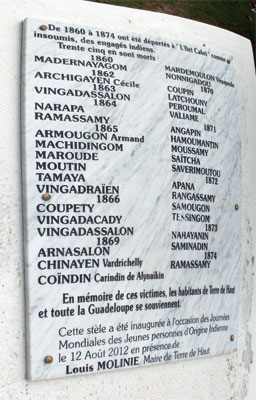 De 1860 à 1874 ont été déportés à "L'îlet Cabri" comme
insoumis, des engagés indiens.
Trente cinq en sont morts
1860
MADERNAYAGOM
1862
ARCHIGAYEN Cécile
1863
VINGADASSALON
1864
NARAPA
RAMASSAMY
1865
ARMOUGON Armand
MACHIDINGOM
MAROUDE
MOUTIN
TAMAYA
VINGADRAÏEN
1866
COUPETY
VINGADACADY
VINGADASSALON
1869
ARNASALON
CHINAYEN Vardrichelly
COÏNDIN Carindin de Alynaïkin
MARDEMOULON
NONNIGADOU
1870
COUPIN
LATCHOUNY
PEROUMAL
VALIAME
1871
ANGAPIN
HAMOUMANTIN
MOUSSAMY
SAÏTCHA
SAVERIMOUTOU
1872
APANA
RANGASSAMY
SAMOUGON
TESSINGOM
1873
NARAYANIN
SAMINADIN
1874
RAMASSAMY
En mémoire de ces victimes, les habitants de Terre de Haut
et toute la Guadeloupe se souviennent.
Cette stèle a été inaugurée à l'occasion des Journées
Mondiales des Jeunes personnes d'Origine Indienne
le 12 Août 2012 en présence de :
Louis MOLINIE Maire de Terre de Haut